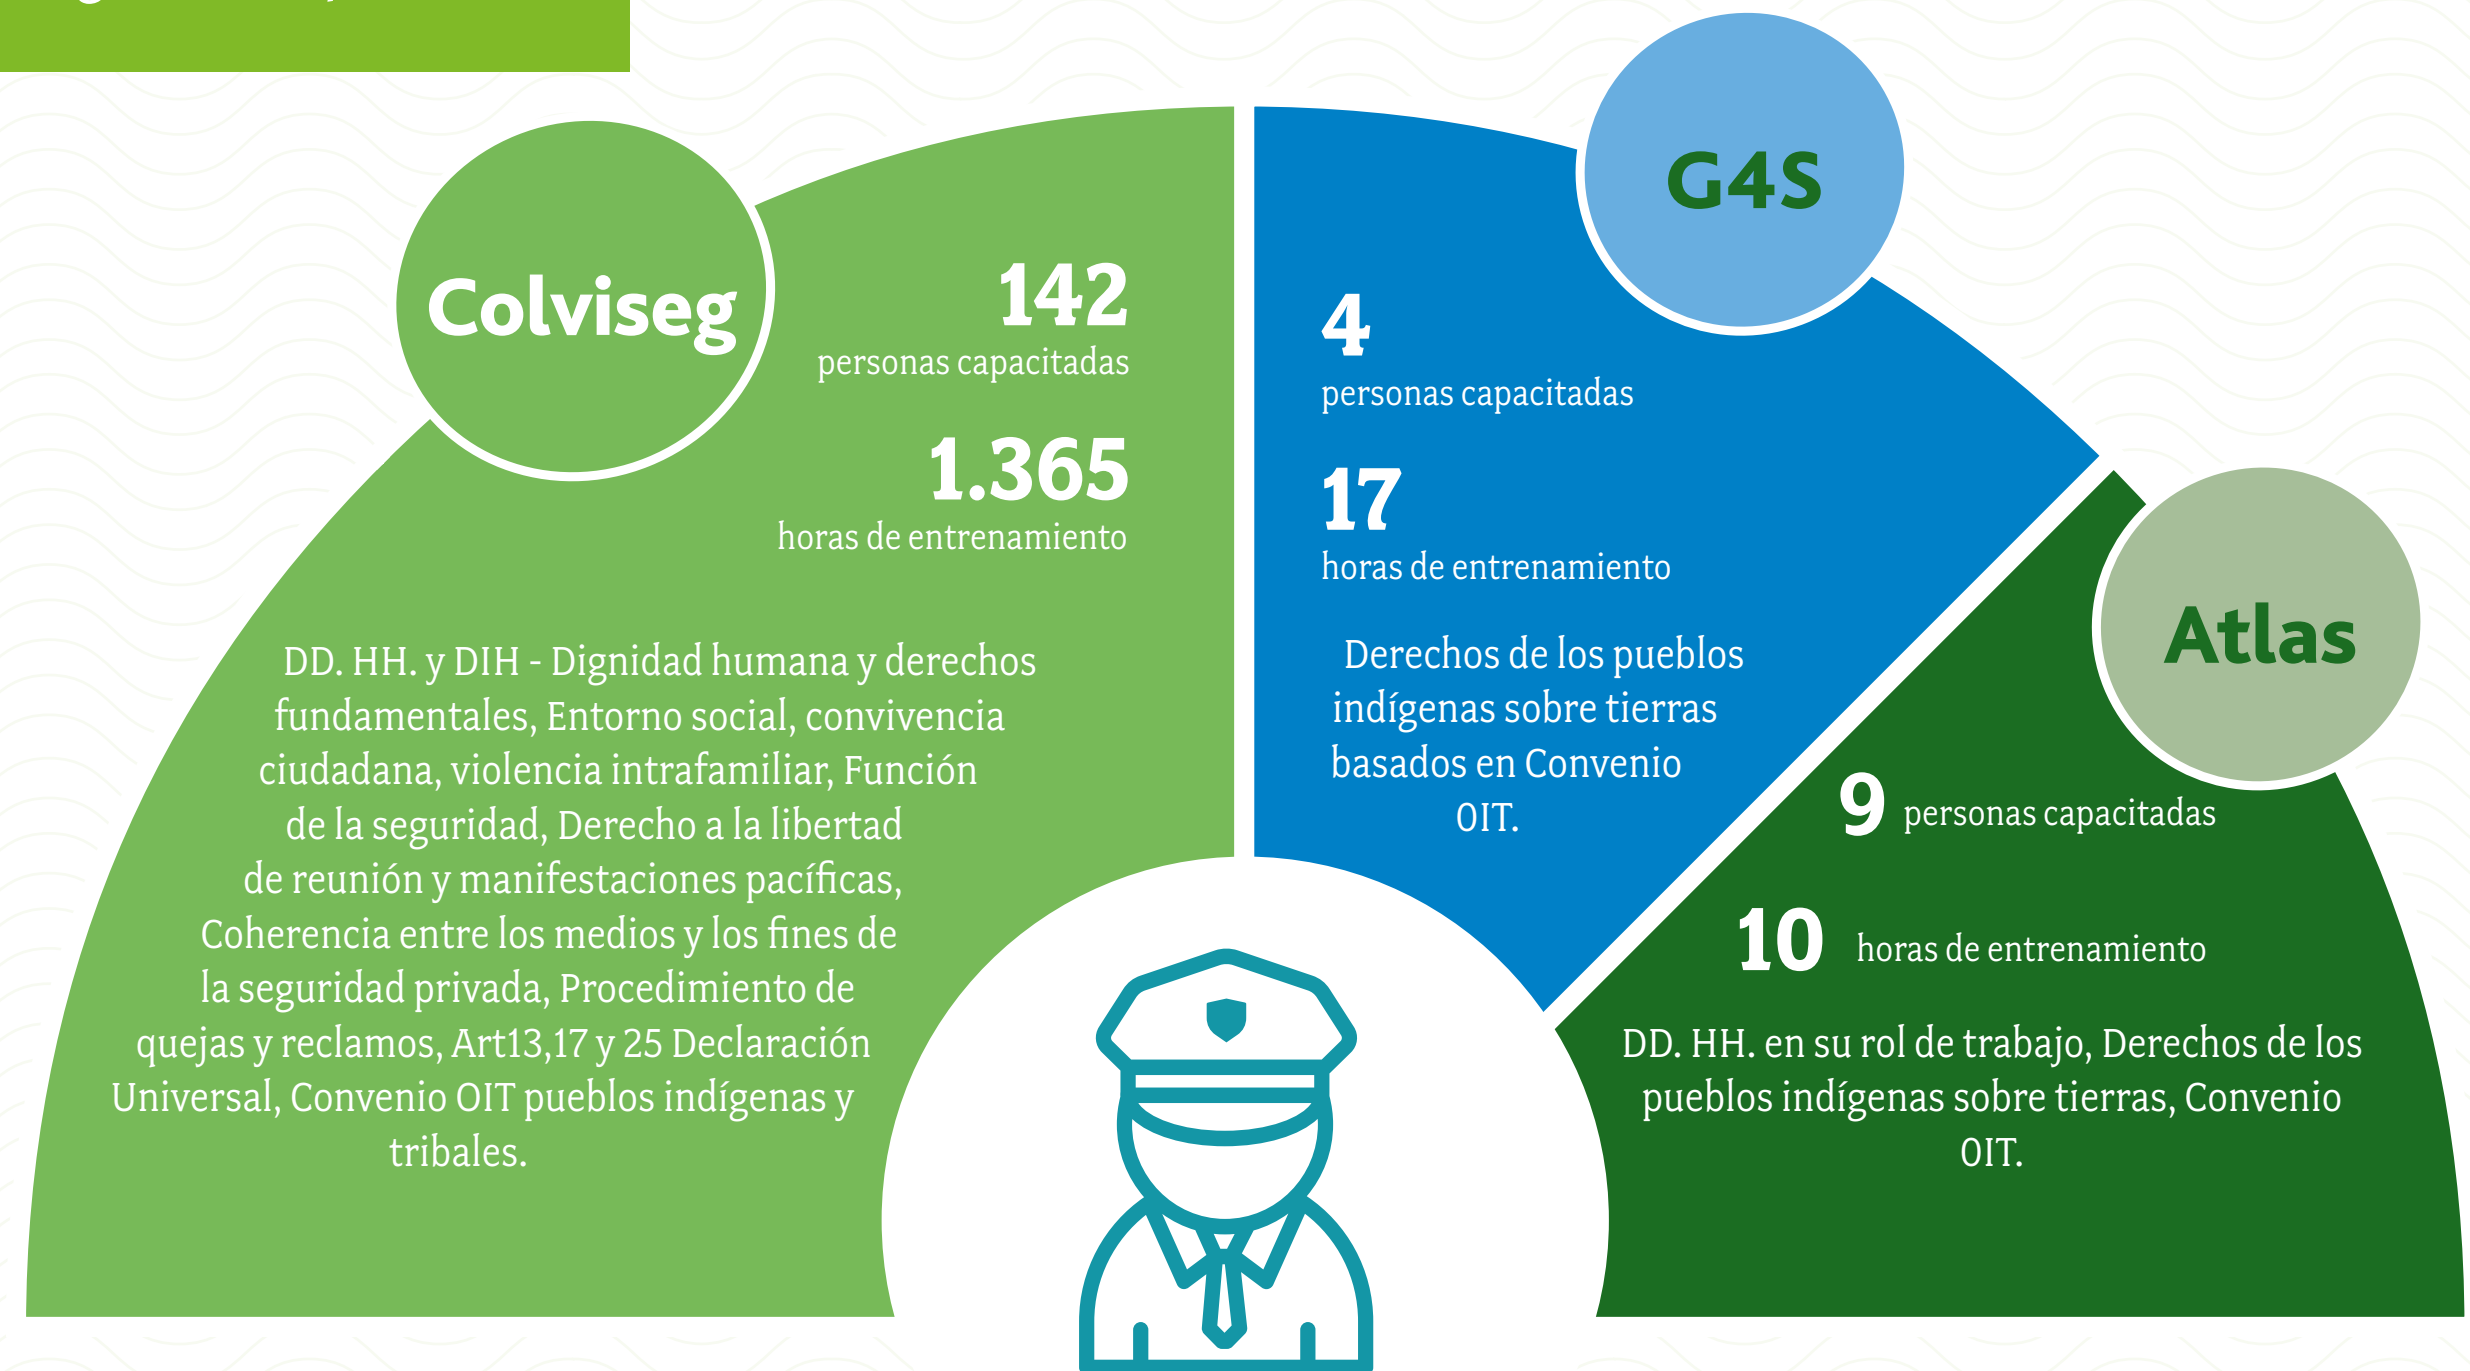 Colviseg
142
personas capacitadas
1.365
horas de entrenamiento
DD. HH. y DIH - Dignidad humana y derechos
fundamentales, Entorno social, convivencia
ciudadana, violencia intrafamiliar, Función
de la seguridad, Derecho a la libertad
de reunión y manifestaciones pacíficas,
Coherencia entre los medios y los fines de
la seguridad privada, Procedimiento de
quejas y reclamos, Art13,17 y 25 Declaración
Universal, Convenio OIT pueblos indígenas y
tribales.
G4S
4
personas capacitadas
17
horas de entrenamiento
Derechos de los pueblos
indígenas sobre tierras
basados en Convenio
OIT.
Atlas
9 personas capacitadas
10 horas de entrenamiento
DD. HH. en su rol de trabajo, Derechos de los
pueblos indígenas sobre tierras, Convenio
OIT.